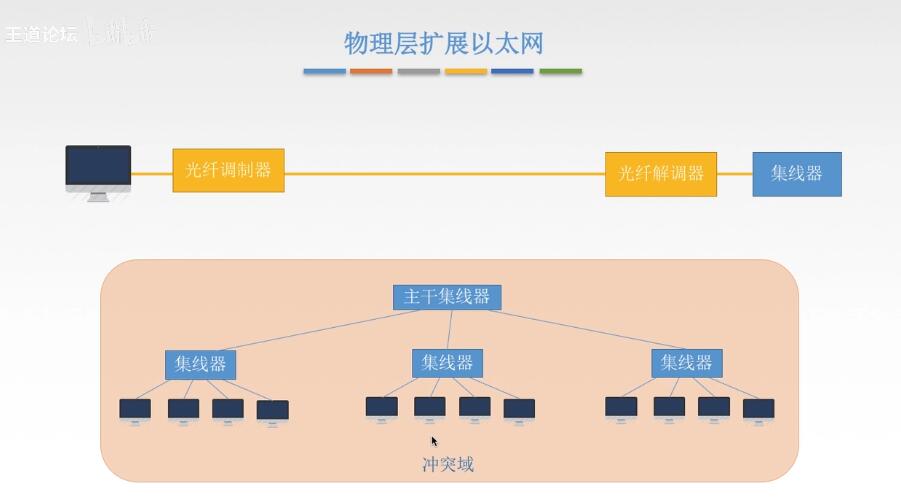 王道论坛
物理层扩展以太网
光纤调制器
光纤解调器
集线器
主干集线器
集线器
集线器
集线器
冲突域